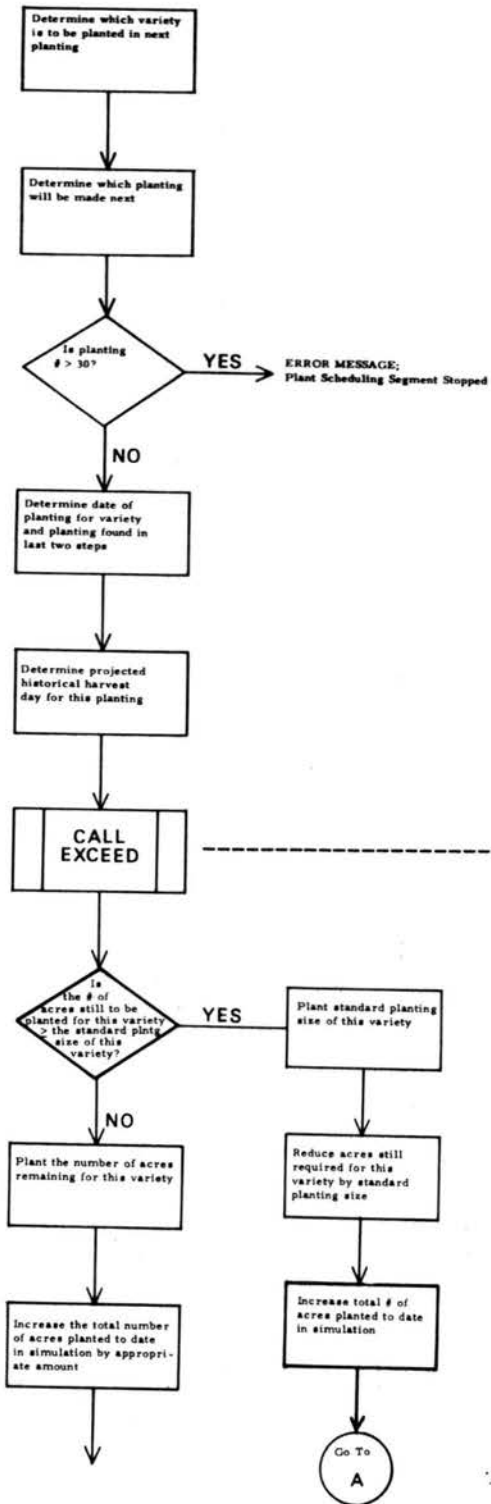 Determine which variety
is to be planted in next
planting
Determine which planting
will be made next
Is planting
# > 30?
YES
ERROR MESSAGE;
Plant Scheduling Segment Stopped
NO
Determine date of
planting for variety
and planting found in
last two steps
Determine projected
historical harvest
day for this planting
CALL
EXCEED
Is
the # of
acres still to be
planted for this variety
≥ the standard plntg
size of this
variety?
YES
Plant standard planting
size of this variety
NO
Plant the number of acres
remaining for this variety
Reduce acres still
required for this
variety by standard
planting size
Increase the total number
of acres planted to date
in simulation by appropri-
ate amount
Increase total # of
acres planted to date
in simulation
Go To
A